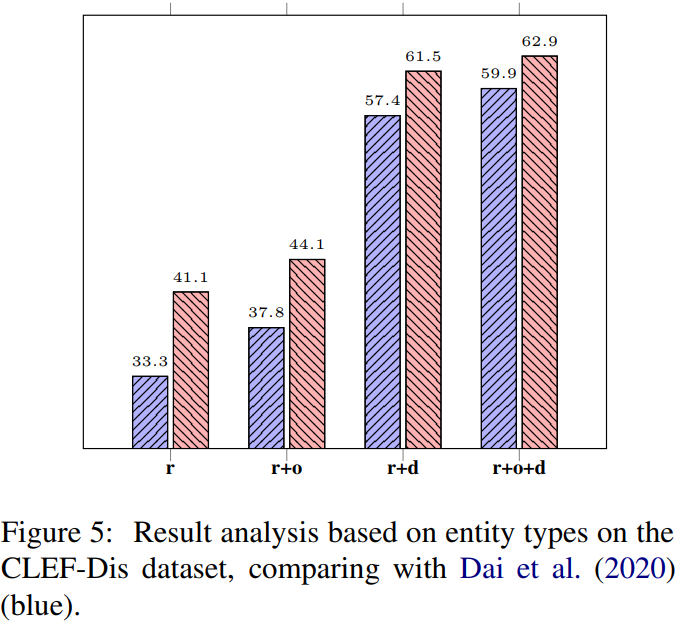 62.9
61.5
59.9
57.4
44.1
41.1
37.8
33.3
r
r+o
r+d
r+o+d
Figure 5: Result analysis based on entity types on the
CLEF-Dis dataset, comparing with Dai et al. (2020)
(blue).